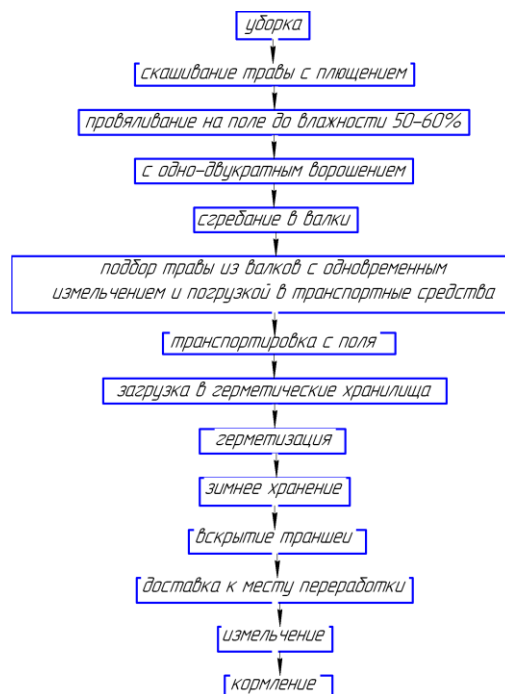 уборка
скашивание травы с плющением
провяливание на поле до влажности 50-60%
с одно-двукратным ворошением
сгребание в валки
подбор травы из валков с одновременным
измельчением и погрузкой в транспортные средства
транспортировка с поля
загрузка в герметические хранилища
герметизация
зимнее хранение
вскрытие траншеи
доставка к месту переработки
измельчение
кормление